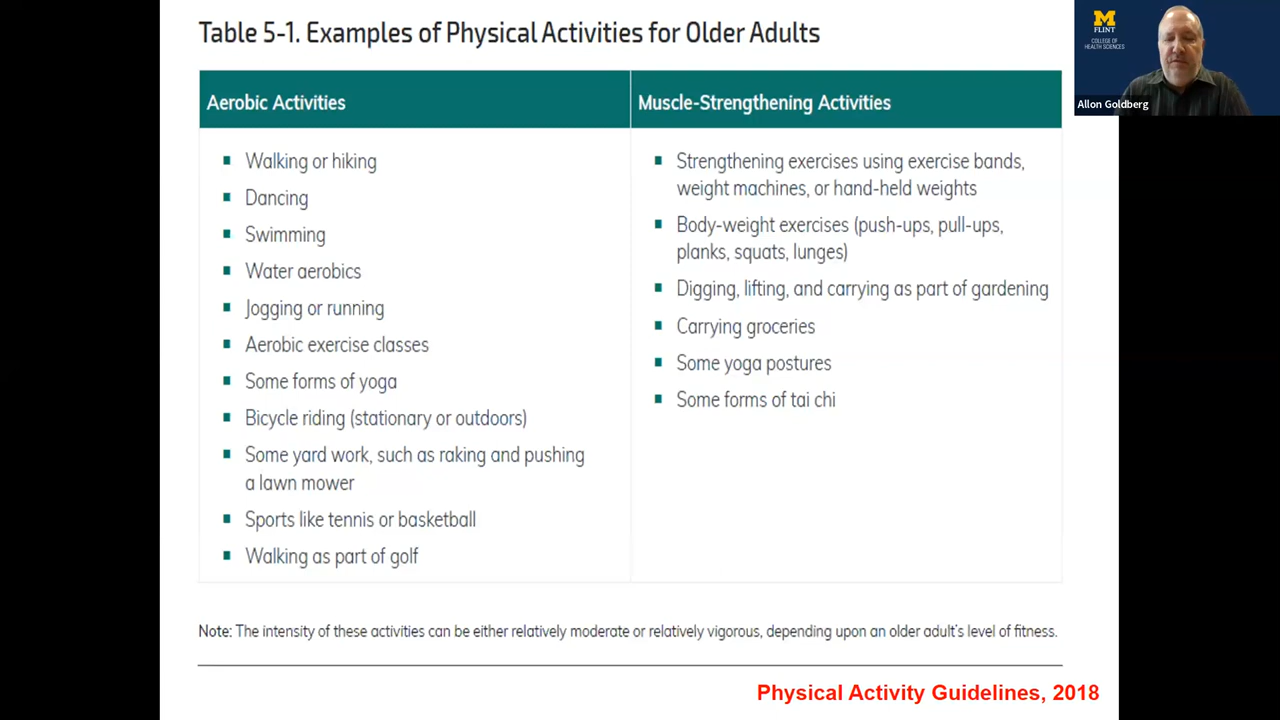 Table 5-1. Examples of Physical Activities for Older Adults
Aerobic Activities
Walking or hiking
Dancing
Swimming
Water aerobics
Jogging or running
Aerobic exercise classes
Some forms of yoga
Bicycle riding (stationary or outdoors)
Some yard work, such as raking and pushing
a lawn mower
Sports like tennis or basketball
Walking as part of golf
Muscle-Strengthening Activities
Strengthening exercises using exercise bands,
weight machines, or hand-held weights
Body-weight exercises (push-ups, pull-ups,
planks, squats, lunges)
Digging, lifting, and carrying as part of gardening
Carrying groceries
Some yoga postures
Some forms of tai chi
Note: The intensity of these activities can be either relatively moderate or relatively vigorous, depending upon an older adult's level of fitness.
Physical Activity Guidelines, 2018
M
FLINT
COLLEGE OF
HEALTH SCIENCES
Allon Goldberg